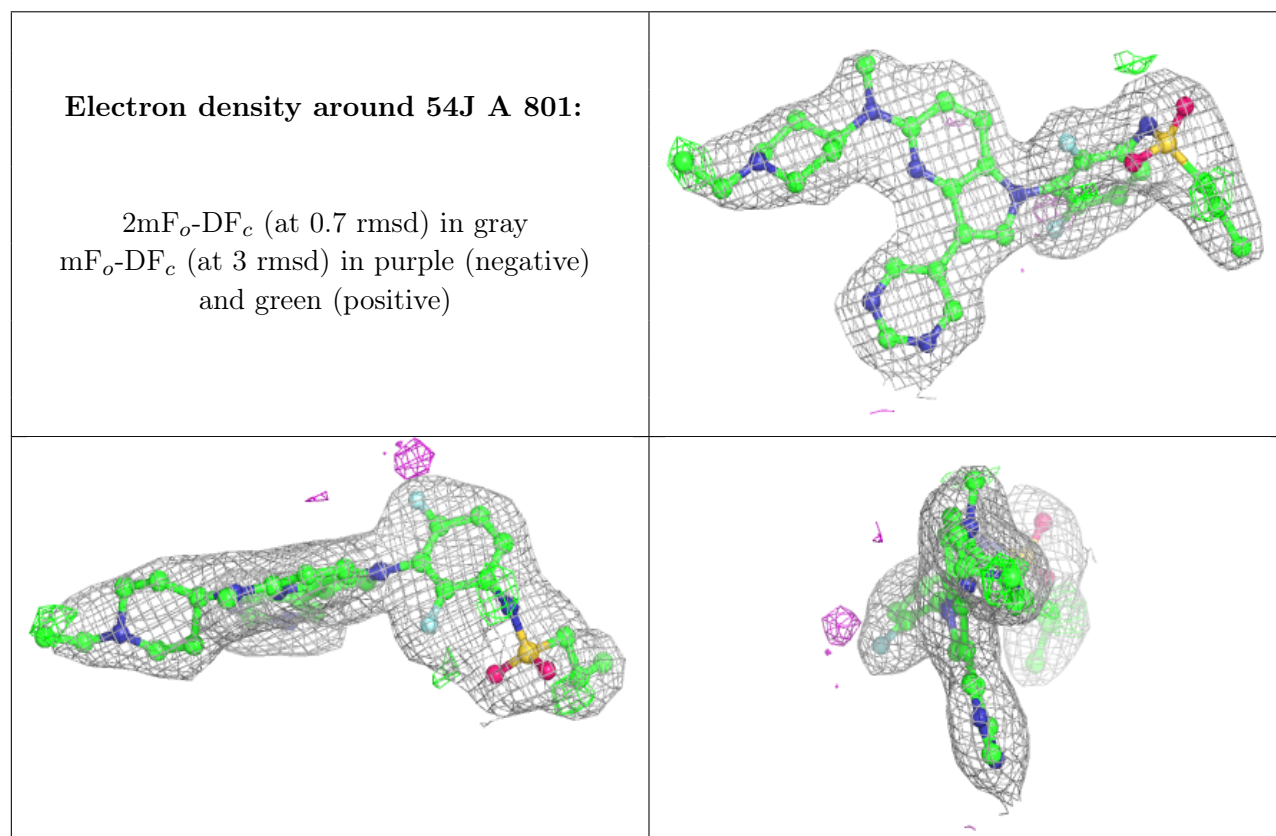 Electron density around 54J A 801:
2mFo-DFc (at 0.7 rmsd) in gray
mFo-DFc (at 3 rmsd) in purple (negative)
and green (positive)